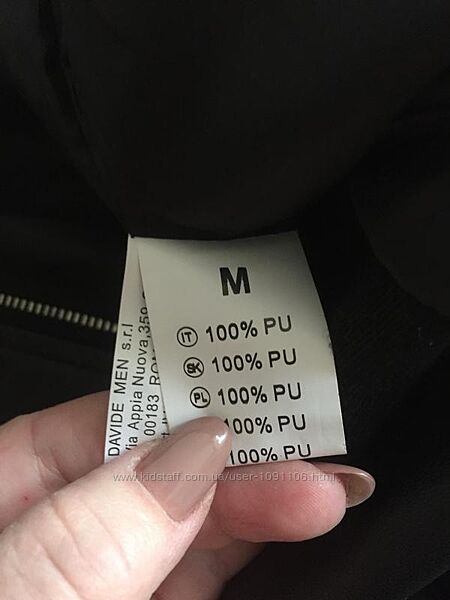 M
IT 100% PU
SK 100% PU
PL 100% PU
100% PU
100% PU
DAVIDE MEN s.r.l
Via Appia Nuova,359
00183
www.kidstaff.com.ua/user-1091106.html